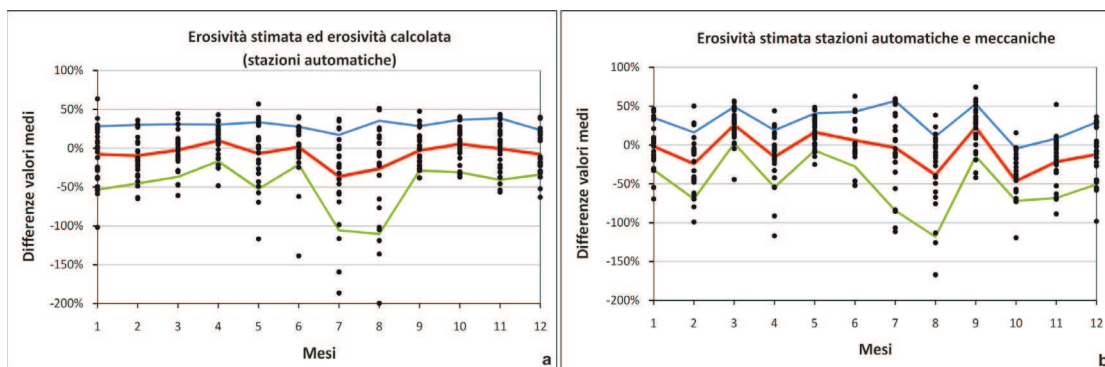 Erosività stimata ed erosività calcolata
(stazioni automatiche)
Differenze valori medi
100%
50%
0%
-50%
-100%
-150%
-200%
1 2 3 4 5 6 7 8 9 10 11 12
Mesi
a
Erosività stimata stazioni automatiche e meccaniche
Differenze valori medi
100%
50%
0%
-50%
-100%
-150%
-200%
1 2 3 4 5 6 7 8 9 10 11 12
Mesi
b